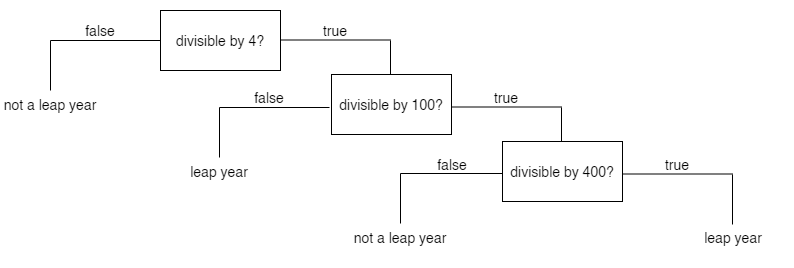 false
divisible by 4?
true
not a leap year
false
divisible by 100?
true
leap year
false
divisible by 400?
true
not a leap year
leap year